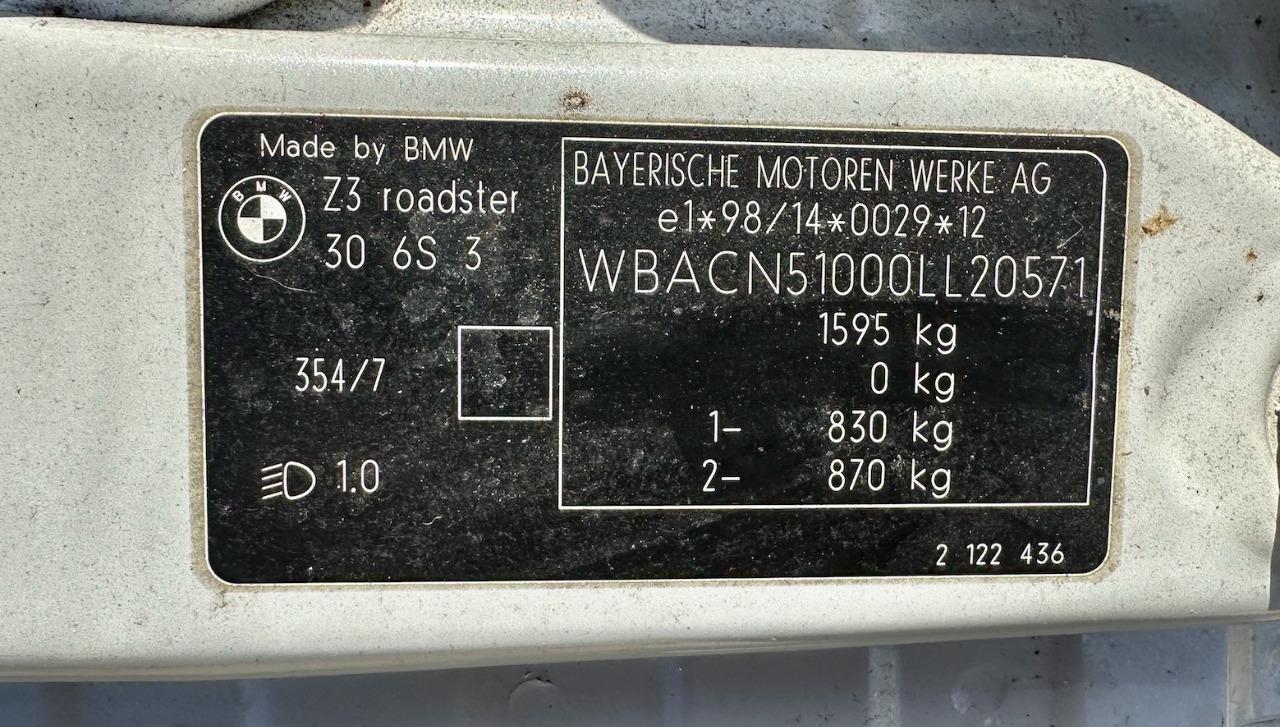 Made by BMW
BMW
Z3 roadster
30 6S 3
354/7
1.0
BAYERISCHE MOTOREN WERKE AG
e1*98/14*0029*12
WBACN51000LL20571
1595 kg
0 kg
1- 830 kg
2- 870 kg
2 122 436